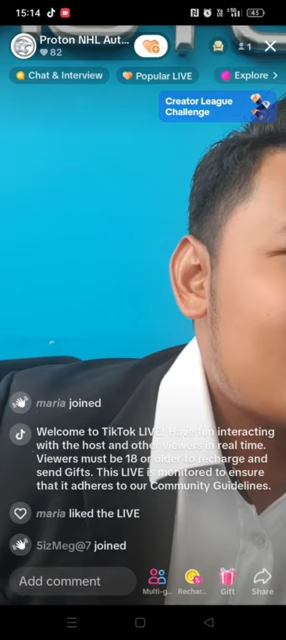 15:14
45
Proton NHL Aut...
82
1
Chat & Interview
Popular LIVE
Explore
Creator League
Challenge
maria joined
Welcome to TikTok LIVE! Have fun interacting
with the host and other viewers in real time.
Viewers must be 18 or older to recharge and
send Gifts. This LIVE is monitored to ensure
that it adheres to our Community Guidelines.
maria liked the LIVE
5izMeg@7 joined
Add comment
Multi-g...
Rechar...
Gift
Share